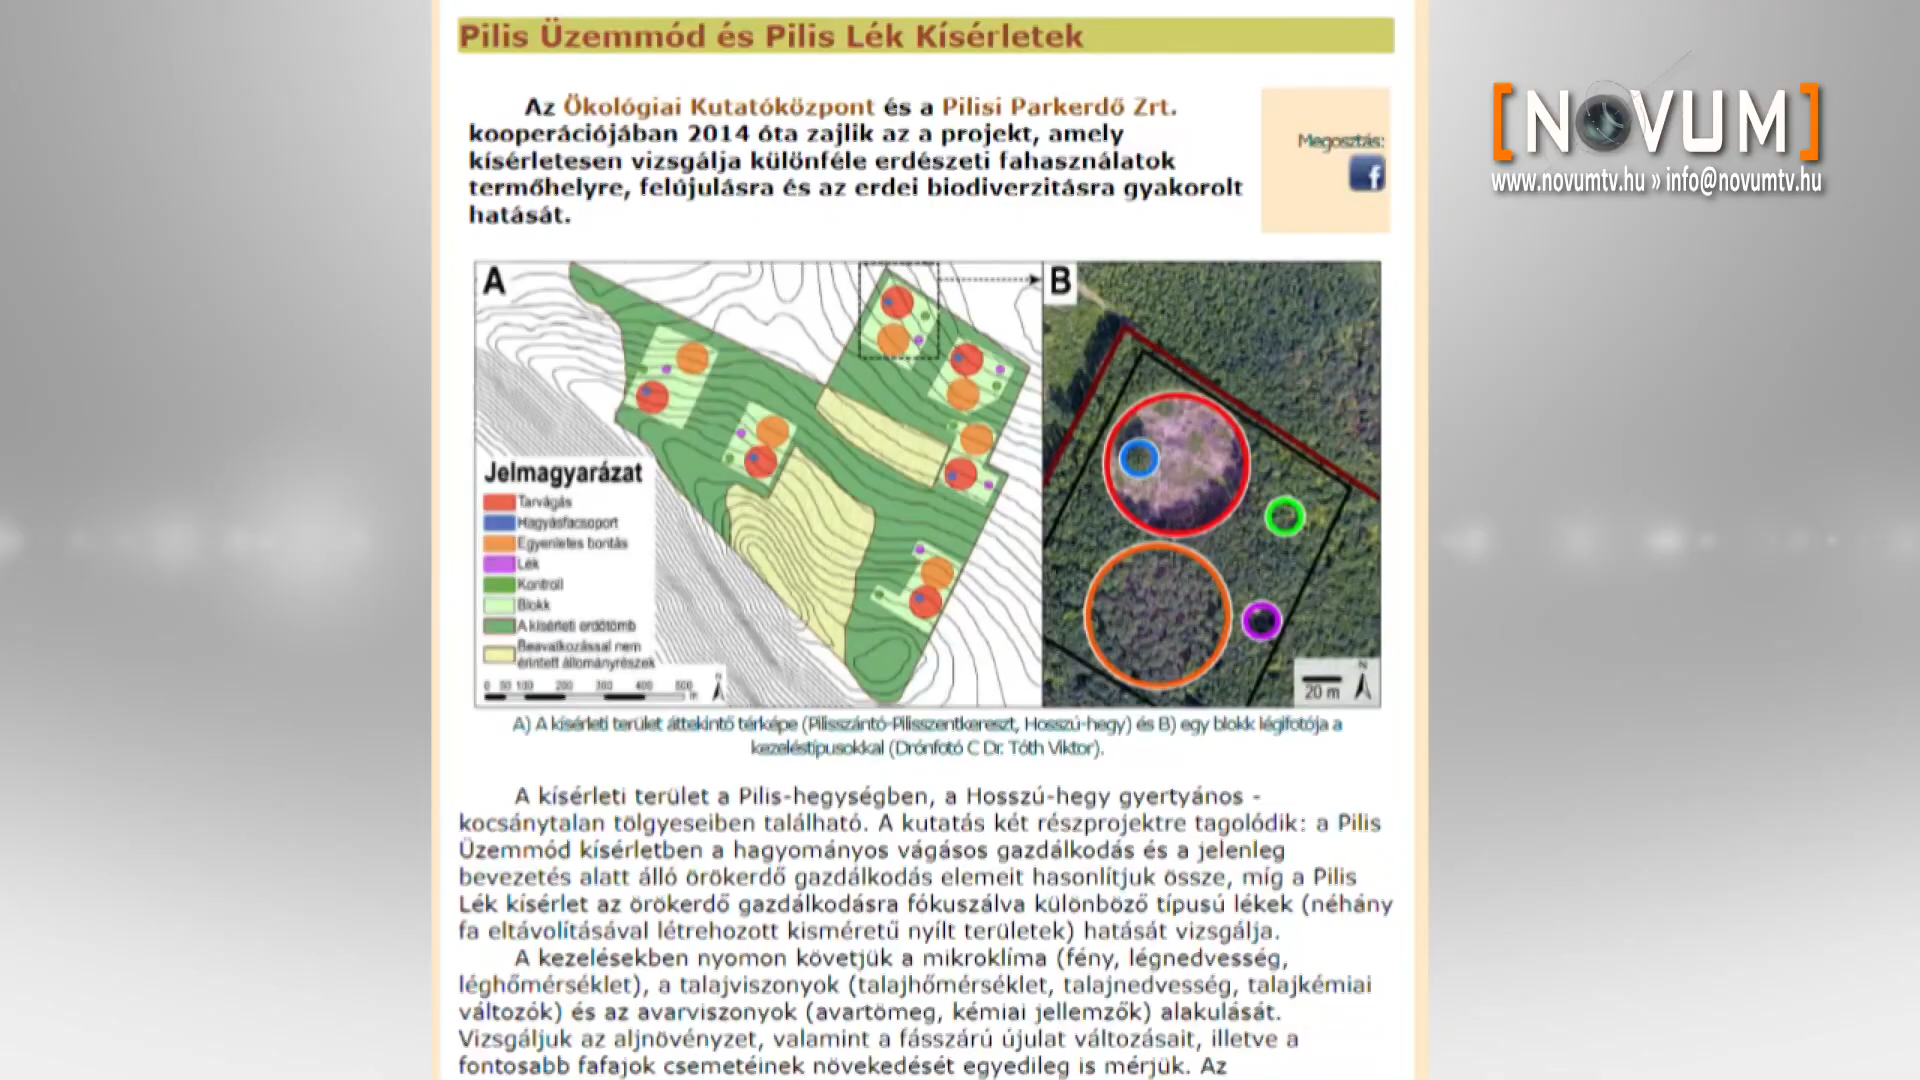 Pilis Üzemmód és Pilis Lék Kísérletek
[NOVUM]
www.novumtv.hu » info@novumtv.hu
Az Ökológiai Kutatóközpont és a Pilisi Parkerdő Zrt.
kooperációjában 2014 óta zajlik az a projekt, amely
kísérletesen vizsgálja különféle erdészeti fahasználatok
termőhelyre, felújulásra és az erdei biodiverzitásra gyakorolt
hatását.
Megosztás:
f
A
B
Jelmagyarázat
Tarvágás
Hagyásfacsoport
Egyenletes bontás
Lék
Kontroll
Blokk
A kísérleti erdőtömb
Beavatkozással nem
érintett állományrészek
0 50 100 200 300 400 500
m
N
N
20 m
A) A kísérleti terület áttekintő térképe (Pilisszántó-Pilisszentkereszt, Hosszú-hegy) és B) egy blokk légifotója a
kezeléstípusokkal (Drónfotó C Dr. Tóth Viktor).
A kísérleti terület a Pilis-hegységben, a Hosszú-hegy gyertyános -
kocsánytalan tölgyeseiben található. A kutatás két részprojektre tagolódik: a Pilis
Üzemmód kísérletben a hagyományos vágásos gazdálkodás és a jelenleg
bevezetés alatt álló örökerdő gazdálkodás elemeit hasonlítjuk össze, míg a Pilis
Lék kísérlet az örökerdő gazdálkodásra fókuszálva különböző típusú lékek (néhány
fa eltávolításával létrehozott kisméretű nyílt területek) hatását vizsgálja.
A kezelésekben nyomon követjük a mikroklíma (fény, légnedvesség,
léghőmérséklet), a talajviszonyok (talajhőmérséklet, talajnedvesség, talajkémiai
változók) és az avarviszonyok (avartömeg, kémiai jellemzők) alakulását.
Vizsgáljuk az aljnövényzet, valamint a fásszárú újulat változásait, illetve a
fontosabb fafajok csemetéinek növekedését egyedileg is mérjük. Az